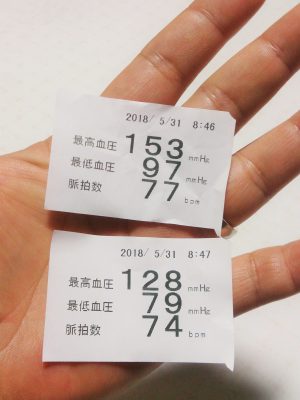 2018/ 5/31 8:46
最高血圧 153 mmHg
最低血圧 97 mmHg
脈拍数 77 bpm
2018/ 5/31 8:47
最高血圧 128 mmHg
最低血圧 79 mmHg
脈拍数 74 bpm